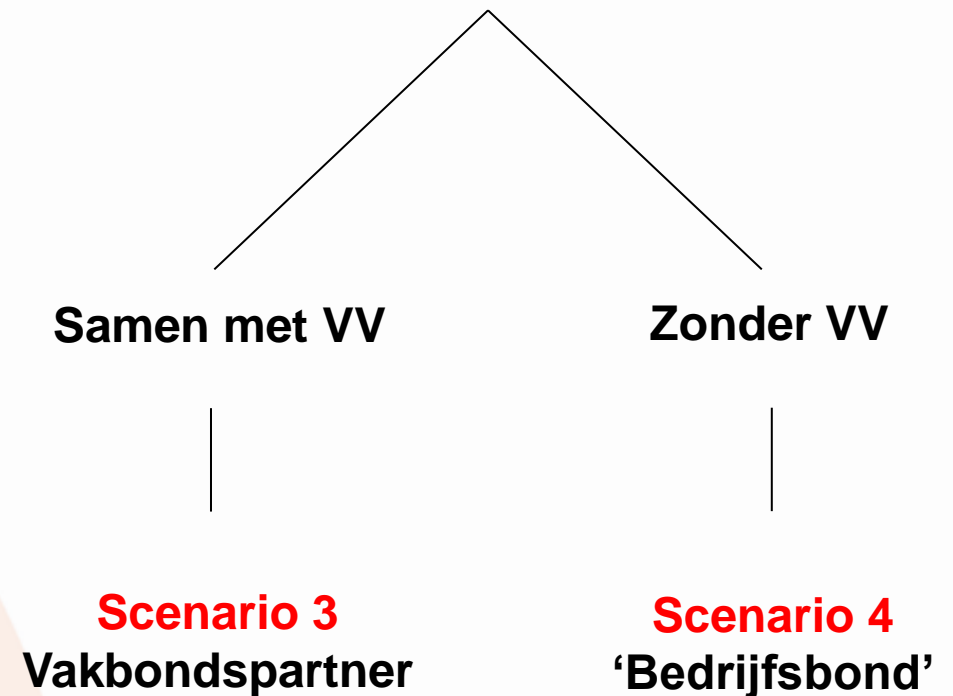 Samen met VV
Zonder VV
Scenario 3
Vakbondspartner
Scenario 4
‘Bedrijfsbond’